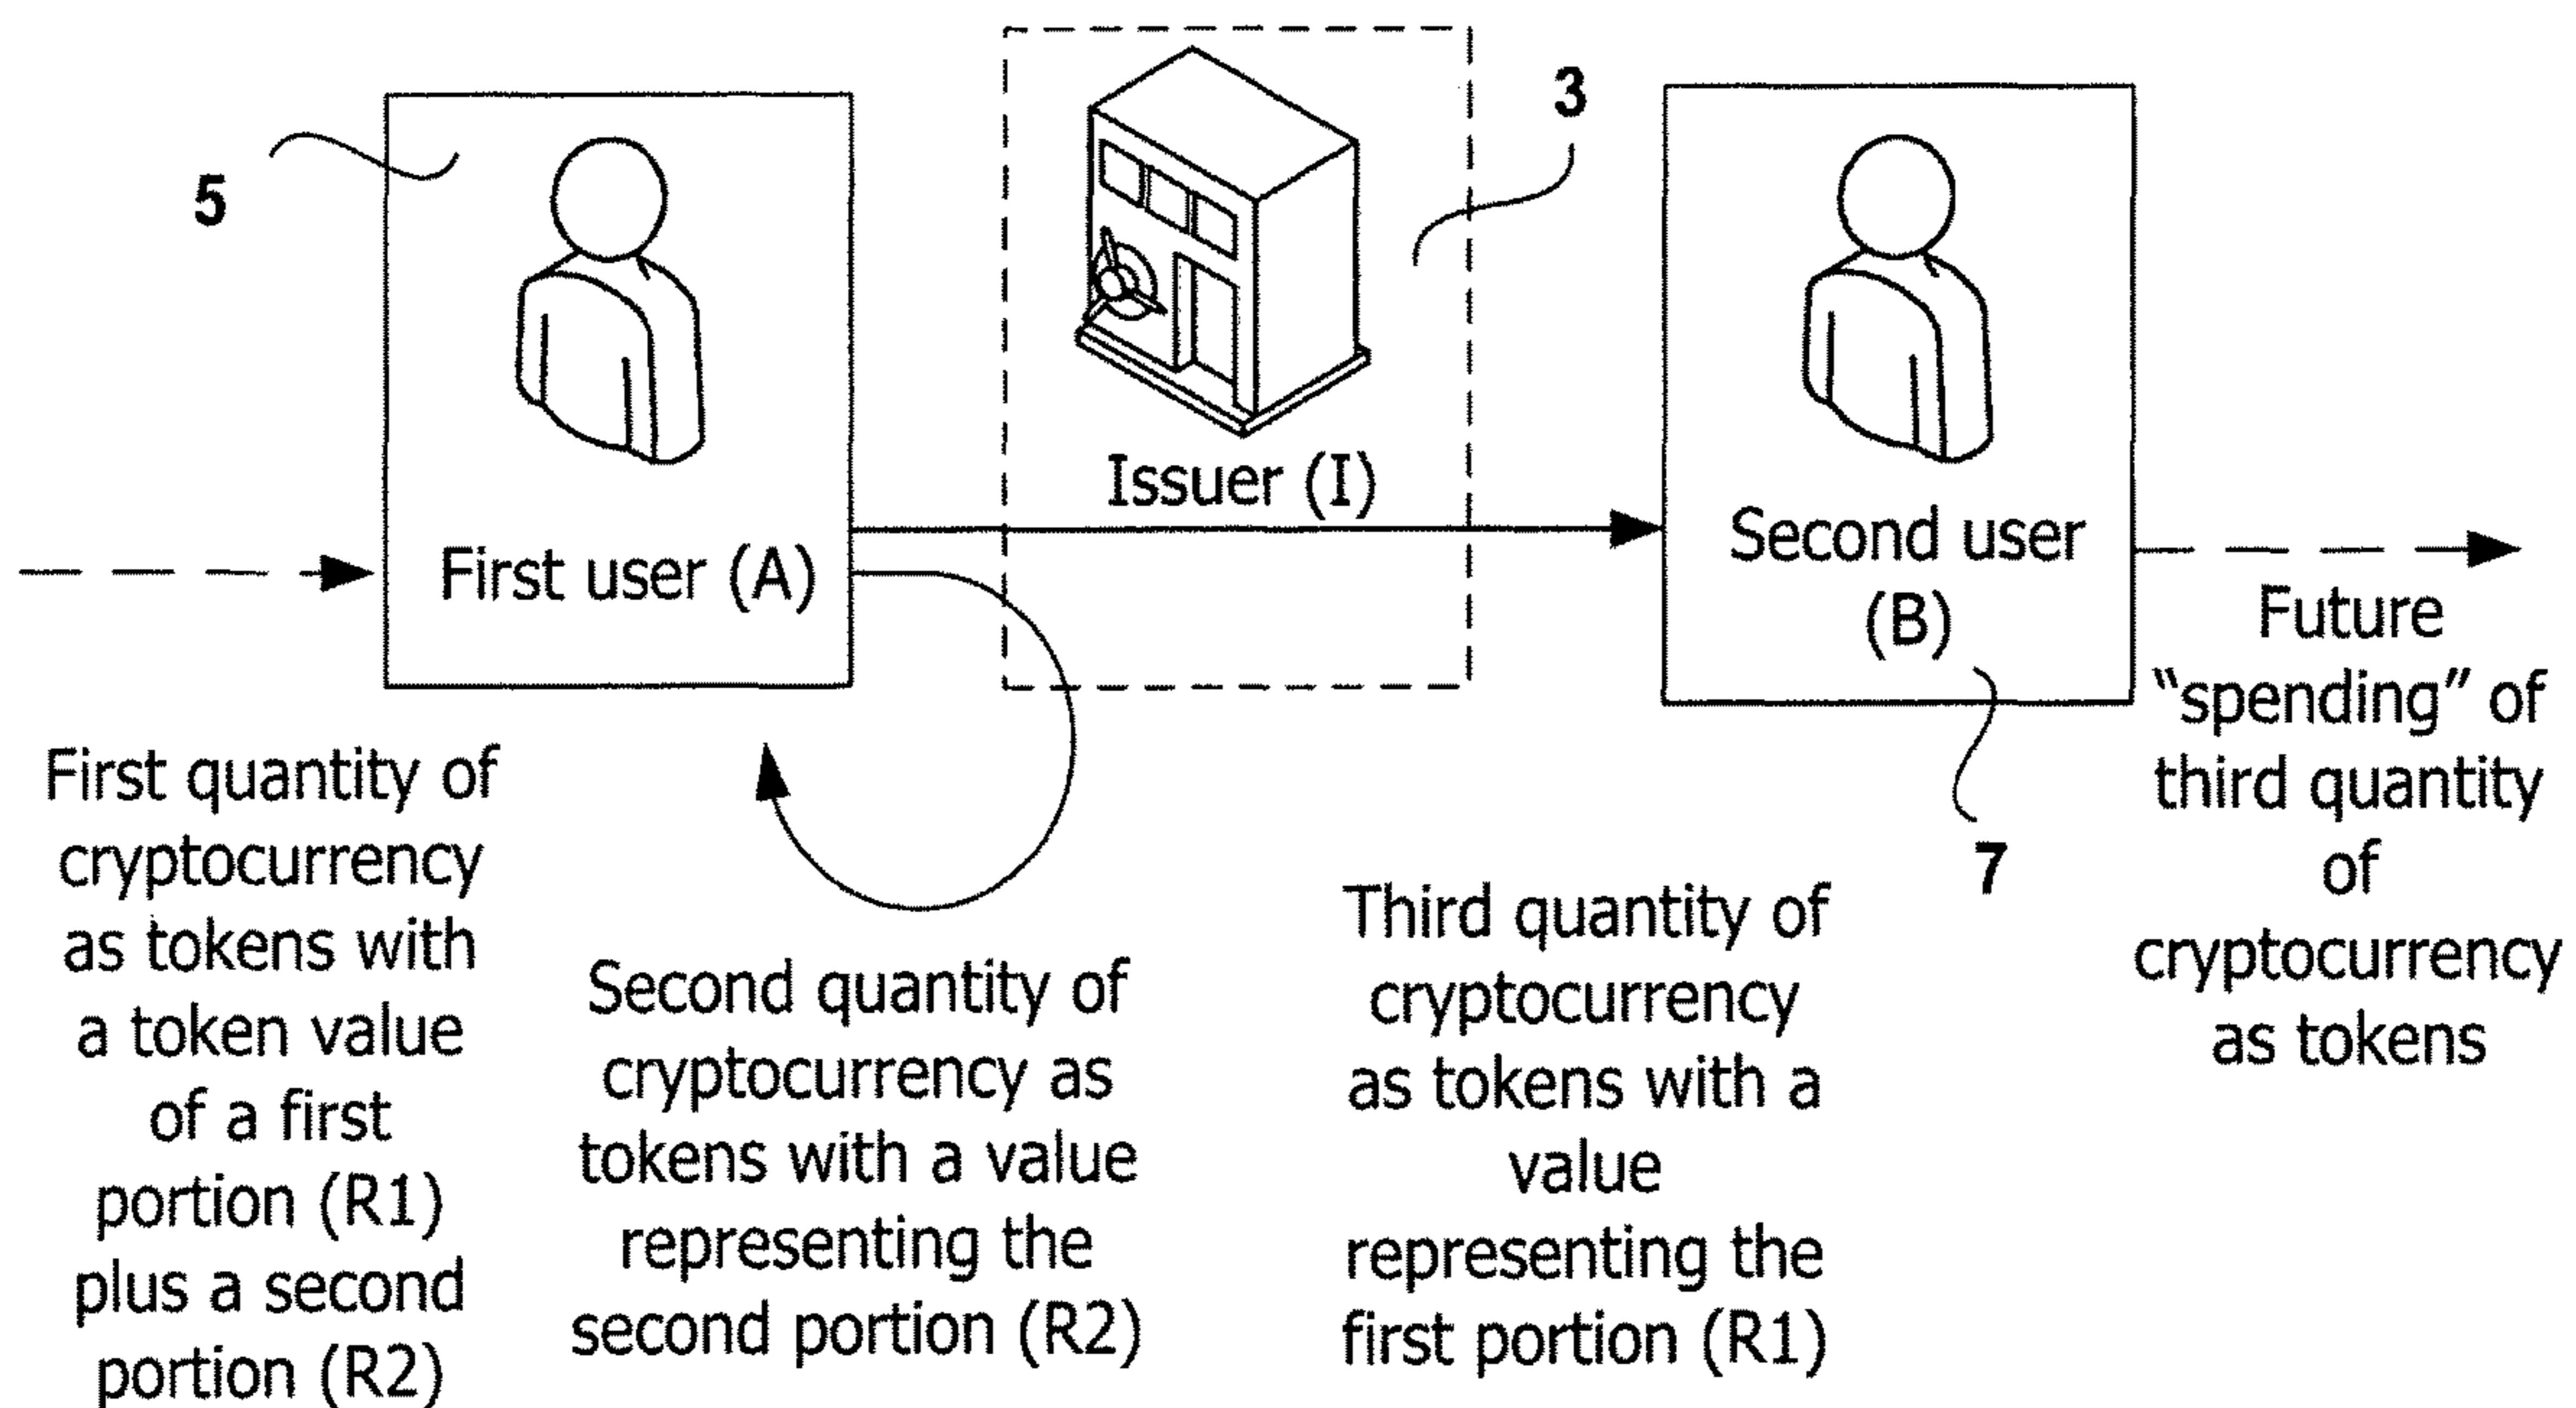 5
3
Issuer (I)
First user (A)
Second user
(B)
7
First quantity of
cryptocurrency
as tokens with
a token value
of a first
portion (R1)
plus a second
portion (R2)
Second quantity of
cryptocurrency as
tokens with a value
representing the
second portion (R2)
Third quantity of
cryptocurrency
as tokens with a
value
representing the
first portion (R1)
Future
“spending” of
third quantity
of
cryptocurrency
as tokens